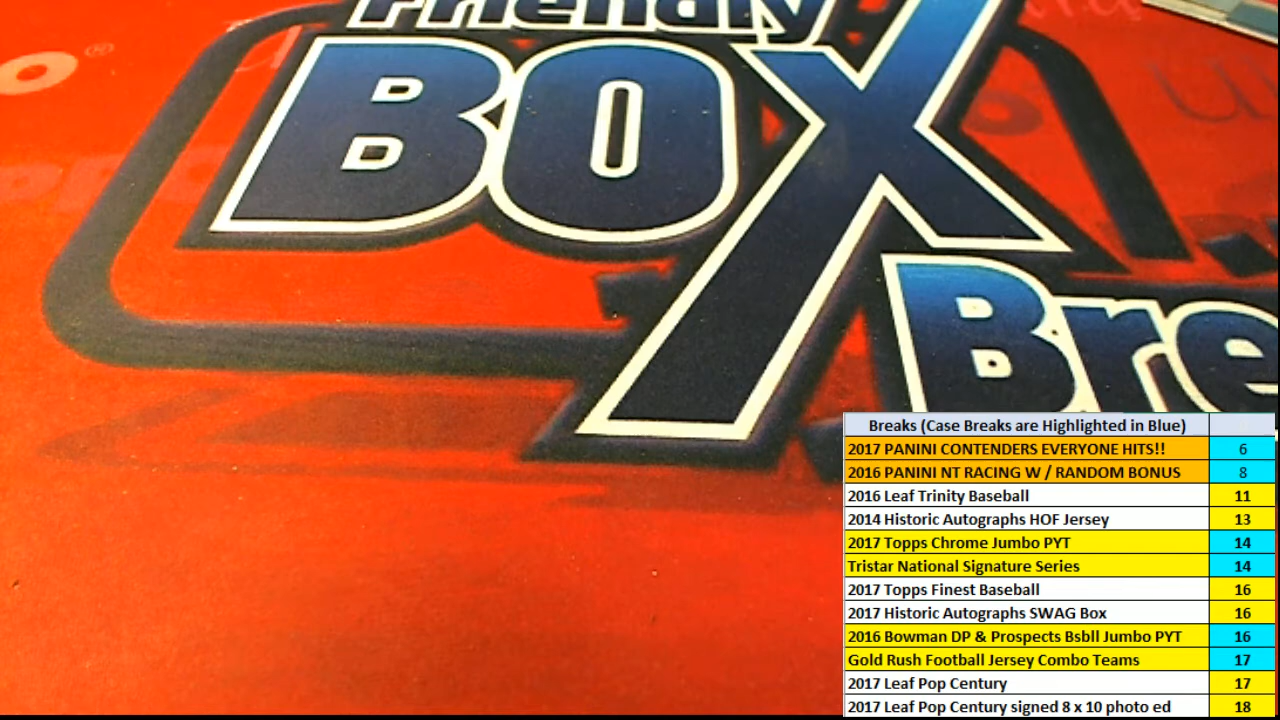 Friendly
BOX
Bre
Breaks (Case Breaks are Highlighted in Blue)
2017 PANINI CONTENDERS EVERYONE HITS!! 6
2016 PANINI NT RACING W / RANDOM BONUS 8
2016 Leaf Trinity Baseball 11
2014 Historic Autographs HOF Jersey 13
2017 Topps Chrome Jumbo PYT 14
Tristar National Signature Series 14
2017 Topps Finest Baseball 16
2017 Historic Autographs SWAG Box 16
2016 Bowman DP & Prospects Bsbll Jumbo PYT 16
Gold Rush Football Jersey Combo Teams 17
2017 Leaf Pop Century 17
2017 Leaf Pop Century signed 8 x 10 photo ed 18